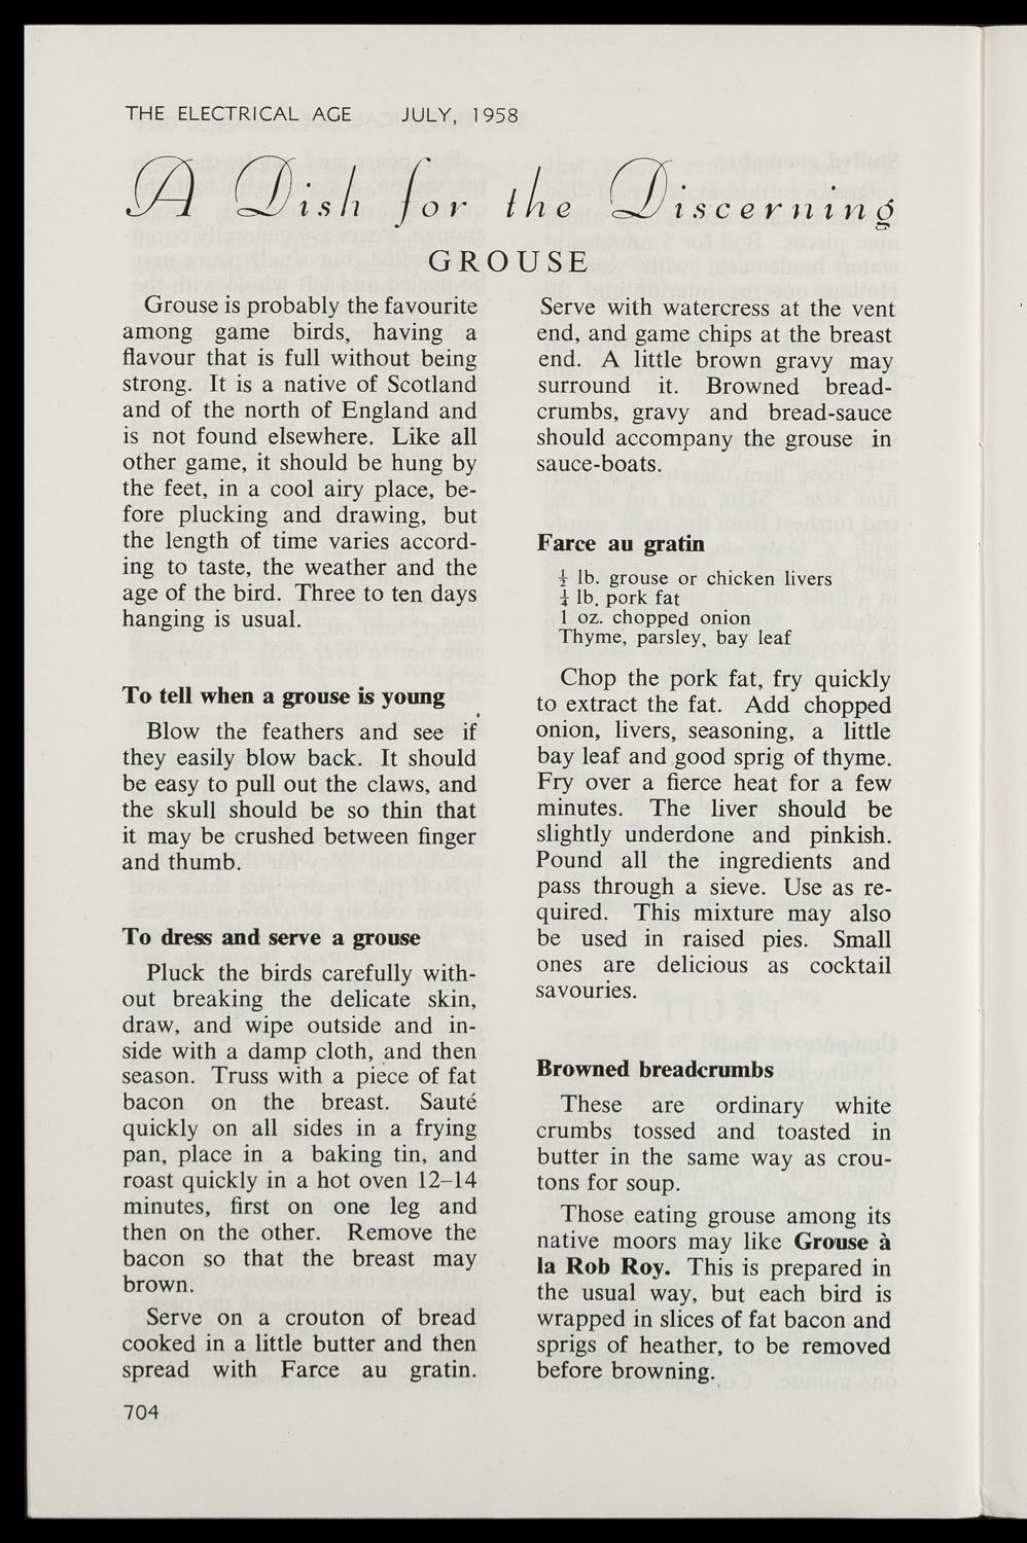 THE ELECTRICAL AGE JULY, 1958
A Dish for the Discerning
GROUSE
Grouse is probably the favourite
among game birds, having a
flavour that is full without being
strong. It is a native of Scotland
and of the north of England and
is not found elsewhere. Like all
other game, it should be hung by
the feet, in a cool airy place, be-
fore plucking and drawing, but
the length of time varies accord-
ing to taste, the weather and the
age of the bird. Three to ten days
hanging is usual.
To tell when a grouse is young
Blow the feathers and see if
they easily blow back. It should
be easy to pull out the claws, and
the skull should be so thin that
it may be crushed between finger
and thumb.
To dress and serve a grouse
Pluck the birds carefully with-
out breaking the delicate skin,
draw, and wipe outside and in-
side with a damp cloth, and then
season. Truss with a piece of fat
bacon on the breast. Sauté
quickly on all sides in a frying
pan, place in a baking tin, and
roast quickly in a hot oven 12–14
minutes, first on one leg and
then on the other. Remove the
bacon so that the breast may
brown.
Serve on a crouton of bread
cooked in a little butter and then
spread with Farce au gratin.
Serve with watercress at the vent
end, and game chips at the breast
end. A little brown gravy may
surround it. Browned bread-
crumbs, gravy and bread-sauce
should accompany the grouse in
sauce-boats.
Farce au gratin
½ lb. grouse or chicken livers
¼ lb. pork fat
1 oz. chopped onion
Thyme, parsley, bay leaf
Chop the pork fat, fry quickly
to extract the fat. Add chopped
onion, livers, seasoning, a little
bay leaf and good sprig of thyme.
Fry over a fierce heat for a few
minutes. The liver should be
slightly underdone and pinkish.
Pound all the ingredients and
pass through a sieve. Use as re-
quired. This mixture may also
be used in raised pies. Small
ones are delicious as cocktail
savouries.
Browned breadcrumbs
These are ordinary white
crumbs tossed and toasted in
butter in the same way as crou-
tons for soup.
Those eating grouse among its
native moors may like Grouse à
la Rob Roy. This is prepared in
the usual way, but each bird is
wrapped in slices of fat bacon and
sprigs of heather, to be removed
before browning.
704